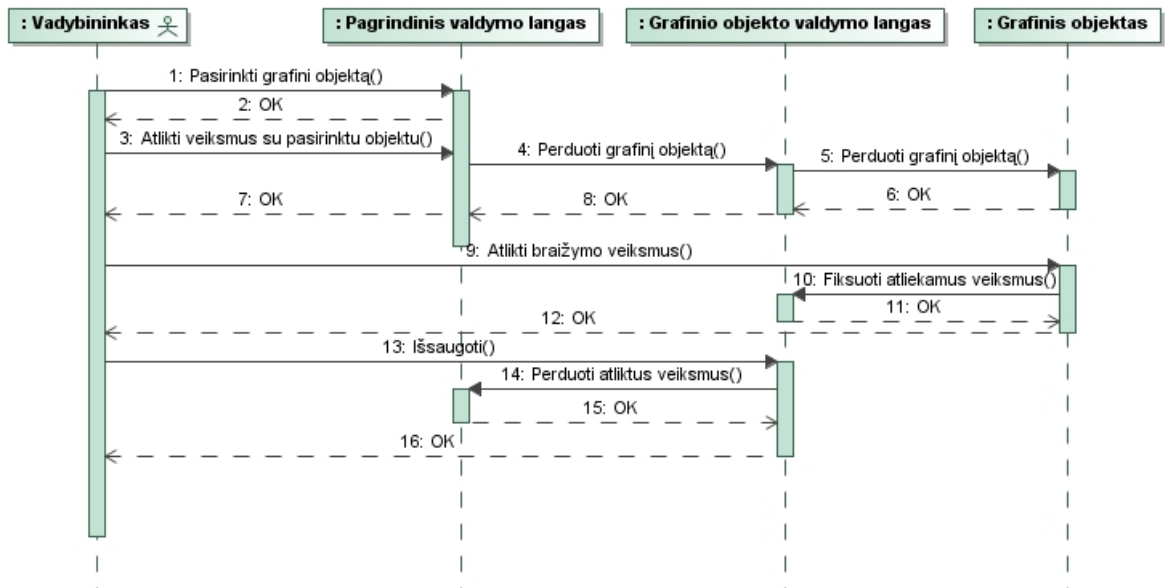 : Vadybininkas
: Pagrindinis valdymo langas
: Grafinio objekto valdymo langas
: Grafinis objektas
1: Pasirinkti grafini objektą()
2: OK
3: Atlikti veiksmus su pasirinktu objektu()
4: Perduoti grafinį objektą()
5: Perduoti grafinį objektą()
6: OK
7: OK
8: OK
9: Atlikti braižymo veiksmus()
10: Fiksuoti atliekamus veiksmus()
11: OK
12: OK
13: Išsaugoti()
14: Perduoti atliktus veiksmus()
15: OK
16: OK